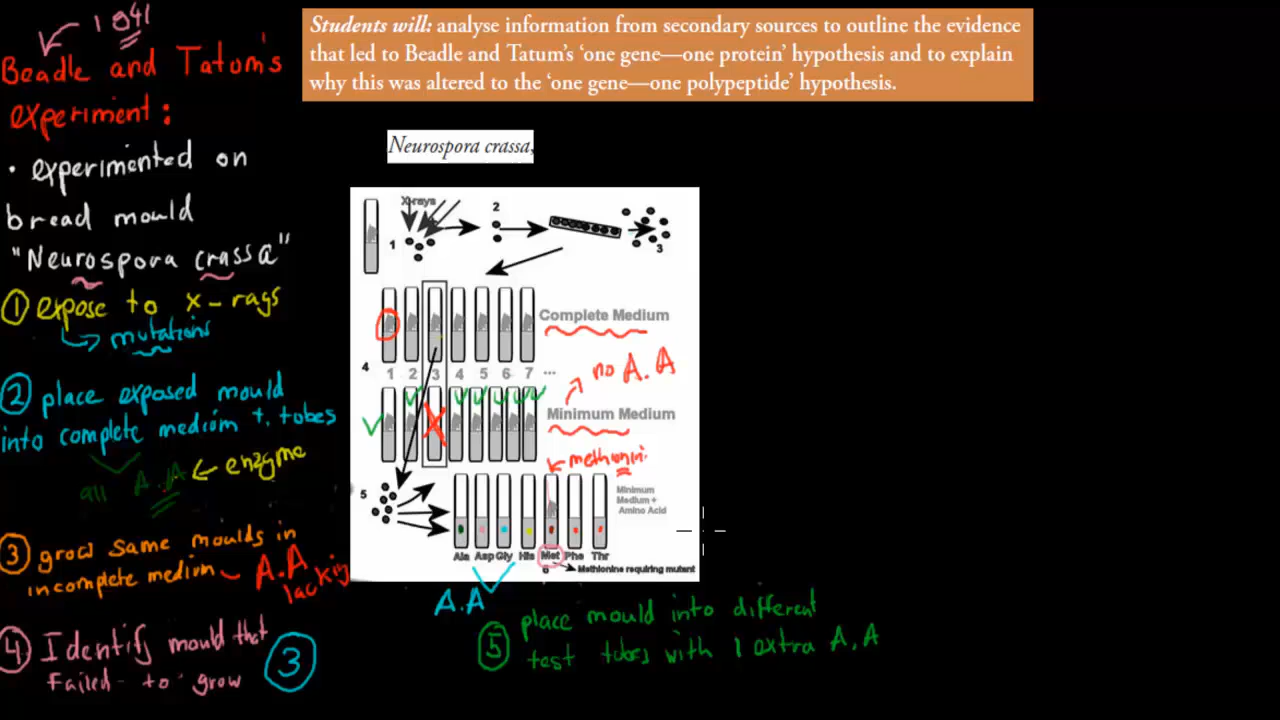 1941
Beadle and Tatum's
experiment:
• experimented on
bread mould
"Neurospora crassa"
① expose to x-rays
mutations
② place exposed mould
into complete medium t. tubes
all A.A ← enzyme
③ grow same moulds in
incomplete medium - A.A
lacking
④ Identify mould that
failed to grow
③
Students will: analyse information from secondary sources to outline the evidence
that led to Beadle and Tatum's 'one gene—one protein' hypothesis and to explain
why this was altered to the 'one gene—one polypeptide' hypothesis.
Neurospora crassa,
X-rays
1
2
3
Complete Medium
4
1 2 3 4 5 6 7 ...
no A.A
Minimum Medium
methionin.
5
Minimum
Medium +
Amino Acid
Ala Asp Gly His Met Phe Thr
Methionine requiring mutant
A.A
⑤ place mould into different
test tubes with 1 extra A.A